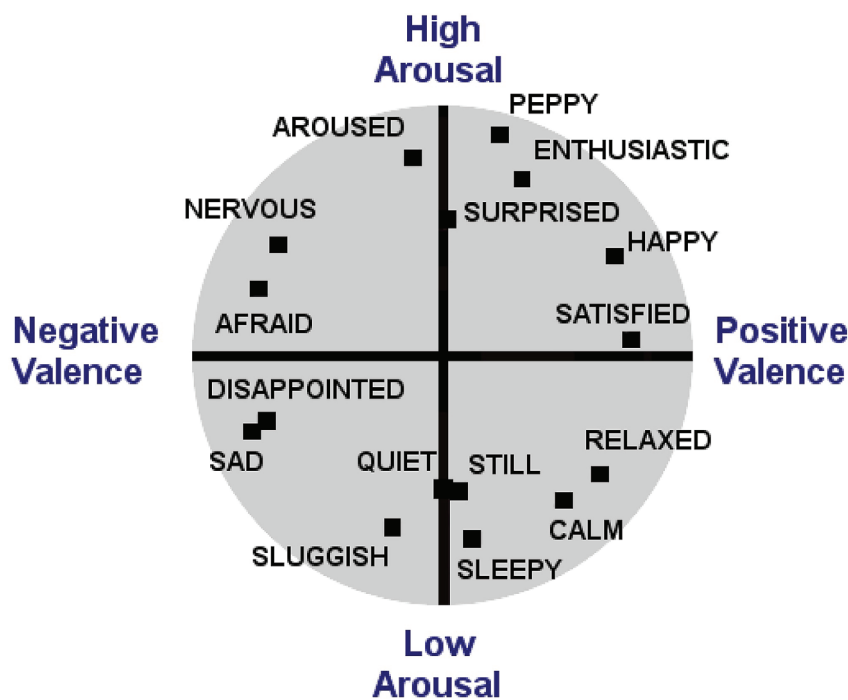 High
Arousal
PEPPY
AROUSED
ENTHUSIASTIC
NERVOUS
SURPRISED
HAPPY
SATISFIED
AFRAID
Negative
Valence
Positive
Valence
DISAPPOINTED
RELAXED
SAD
QUIET
STILL
CALM
SLUGGISH
SLEEPY
Low
Arousal